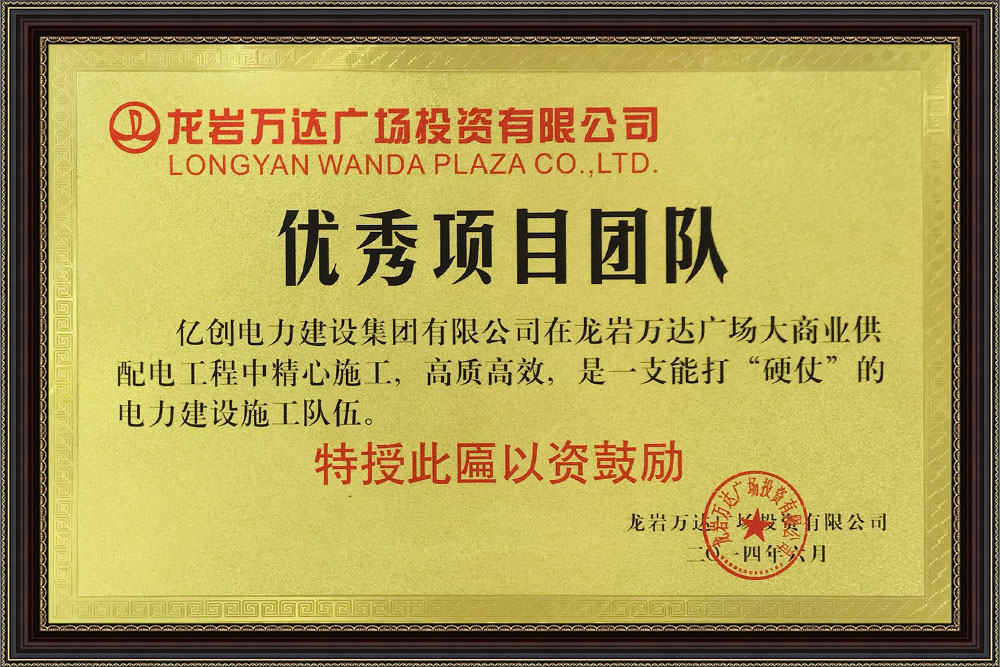 龙岩万达广场投资有限公司
LONGYAN WANDA PLAZA CO.,LTD.
优秀项目团队
亿创电力建设集团有限公司在龙岩万达广场大商业供
配电工程中精心施工，高质高效，是一支能打“硬仗”的
电力建设施工队伍。
特授此匾以资鼓励
龙岩万达广场投资有限公司
龙岩万达广场投资有限公司
二〇一四年六月